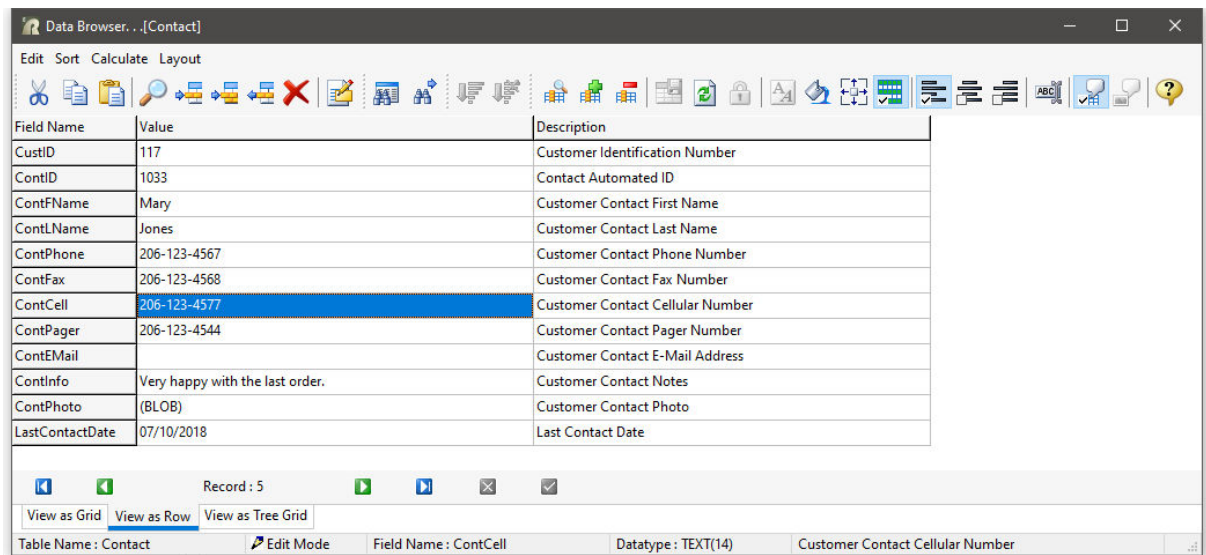 Data Browser. . .[Contact]
Edit Sort Calculate Layout
ABC
Field Name Value Description
CustID 117 Customer Identification Number
ContID 1033 Contact Automated ID
ContFName Mary Customer Contact First Name
ContLName Jones Customer Contact Last Name
ContPhone 206-123-4567 Customer Contact Phone Number
ContFax 206-123-4568 Customer Contact Fax Number
ContCell 206-123-4577 Customer Contact Cellular Number
ContPager 206-123-4544 Customer Contact Pager Number
ContEMail Customer Contact E-Mail Address
ContInfo Very happy with the last order. Customer Contact Notes
ContPhoto (BLOB) Customer Contact Photo
LastContactDate 07/10/2018 Last Contact Date
Record : 5
View as Grid View as Row View as Tree Grid
Table Name : Contact Edit Mode Field Name : ContCell Datatype : TEXT(14) Customer Contact Cellular Number